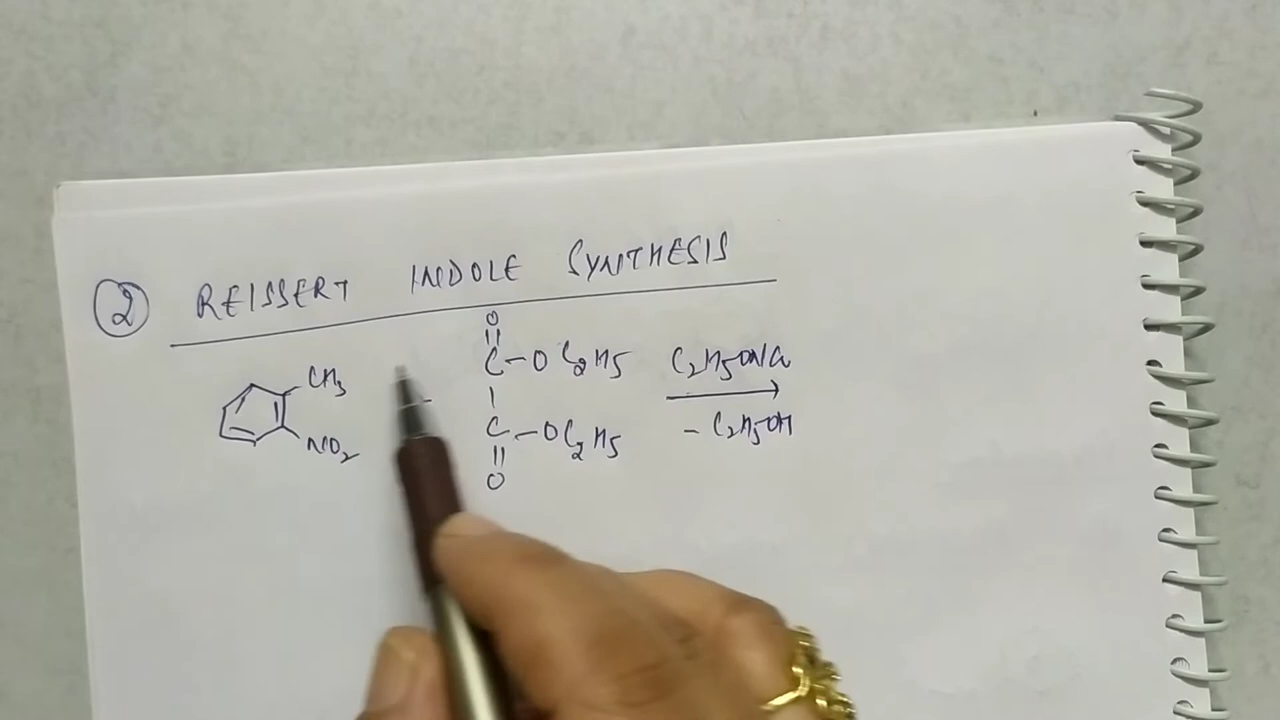 ② REISSERT INDOLE SYNTHESIS
O
C-OC2H5
C-OC2H5
O
CH3
NO2
C2H5ONa
- C2H5OH